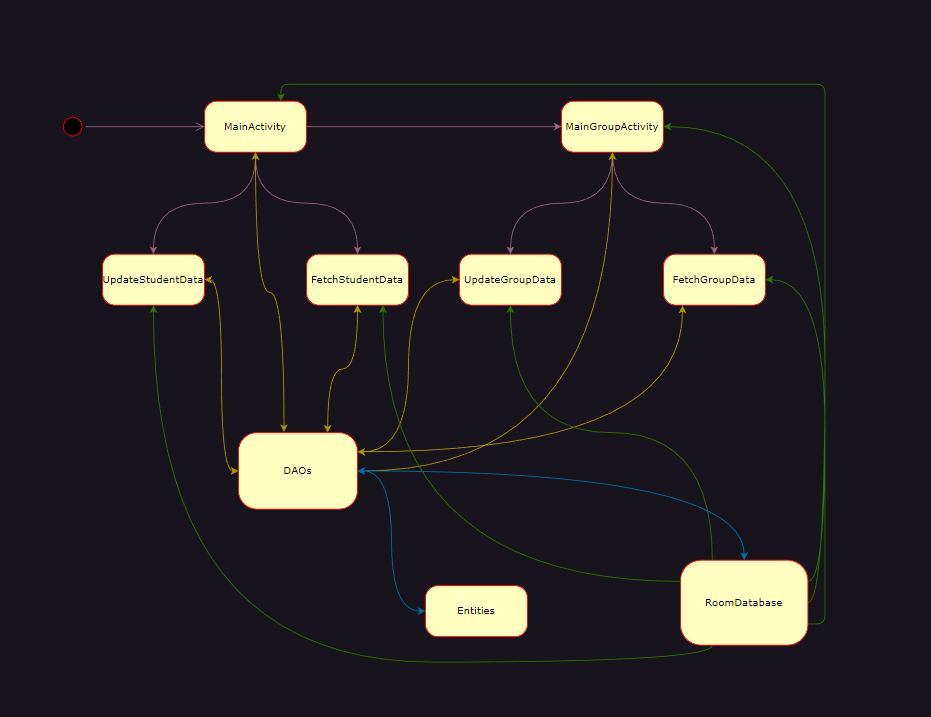 MainActivity
MainGroupActivity
UpdateStudentData
FetchStudentData
UpdateGroupData
FetchGroupData
DAOs
RoomDatabase
Entities